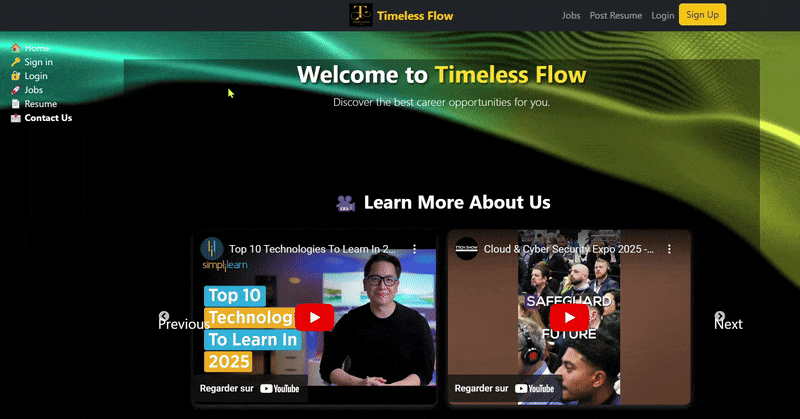 Timeless Flow
Jobs
Post Resume
Login
Sign Up
Home
Sign in
Login
Jobs
Resume
Contact Us
Welcome to Timeless Flow
Discover the best career opportunities for you.
Learn More About Us
simplilearn
Top 10 Technologies To Learn In 2...
Top 10
Technolog
To Learn In
2025
Regarder sur YouTube
TECH SHOW
Cloud & Cyber Security Expo 2025 -...
SAFEGUARD
FUTURE
Regarder sur YouTube
Previous
Next